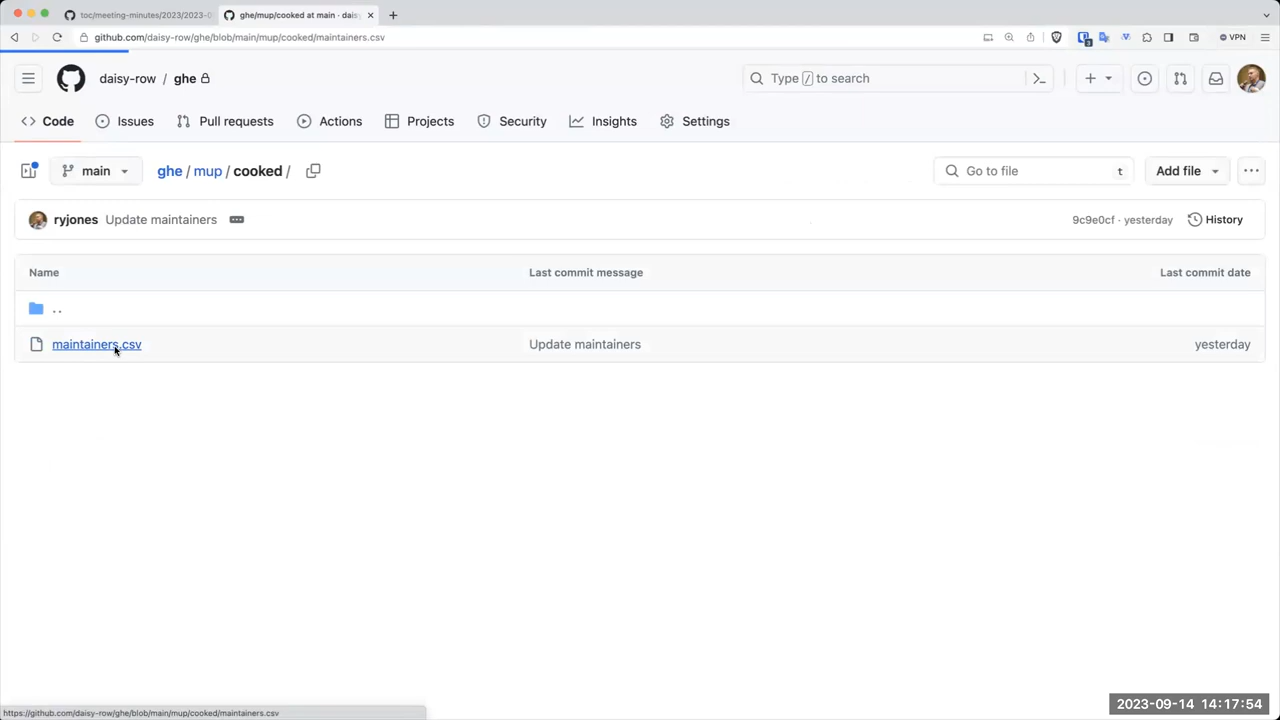 toc/meeting-minutes/2023/2023-0
ghe/mup/cooked at main · dais
github.com/daisy-row/ghe/blob/main/mup/cooked/maintainers.csv
VPN
daisy-row / ghe
Type / to search
Code
Issues
Pull requests
Actions
Projects
Security
Insights
Settings
main
ghe / mup / cooked /
Go to file
t
Add file
ryjones Update maintainers
9c9e0cf · yesterday
History
Name
Last commit message
Last commit date
. .
maintainers.csv
Update maintainers
yesterday
https://github.com/daisy-row/ghe/blob/main/mup/cooked/maintainers.csv
2023-09-14 14:17:54